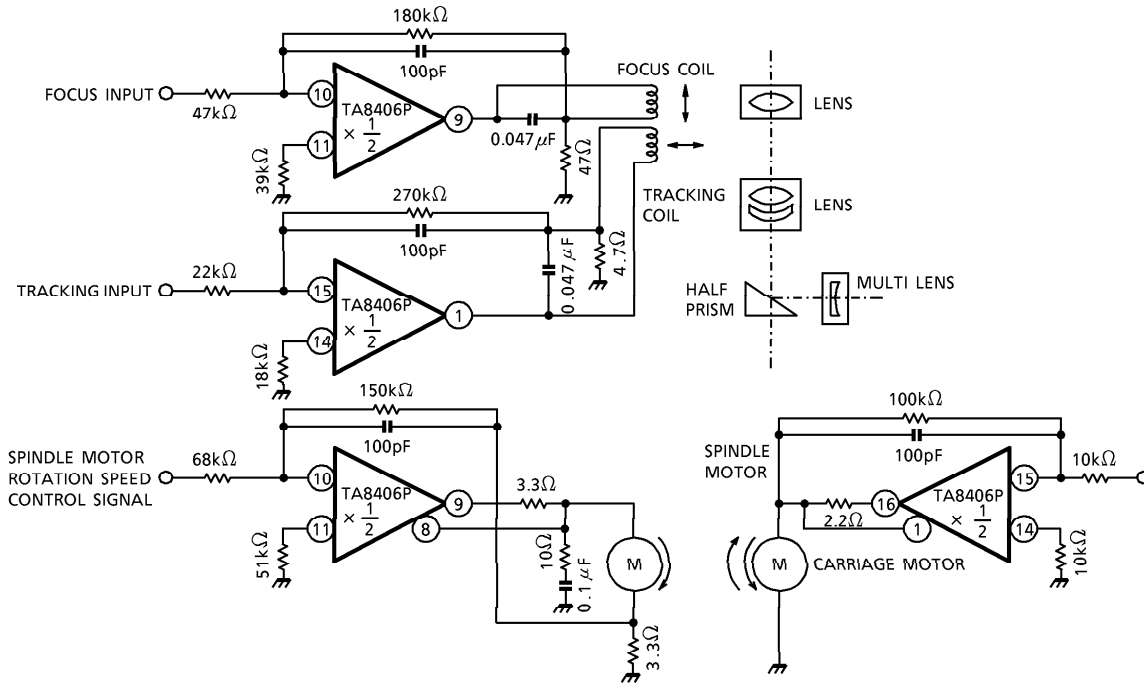 180kΩ
100pF
FOCUS INPUT
47kΩ
10
TA8406P
× 1/2
9
11
39kΩ
0.047μF
47Ω
FOCUS COIL
LENS
270kΩ
100pF
TRACKING COIL
LENS
0.047μF
4.7Ω
22kΩ
TRACKING INPUT
15
TA8406P
× 1/2
1
14
18kΩ
HALF PRISM
MULTI LENS
150kΩ
100pF
SPINDLE MOTOR
ROTATION SPEED
CONTROL SIGNAL
68kΩ
10
TA8406P
× 1/2
9
8
11
51kΩ
3.3Ω
10Ω
0.1μF
M
3.3Ω
100kΩ
100pF
SPINDLE
MOTOR
15
10kΩ
TA8406P
× 1/2
16
2.2Ω
1
14
10kΩ
M
CARRIAGE MOTOR